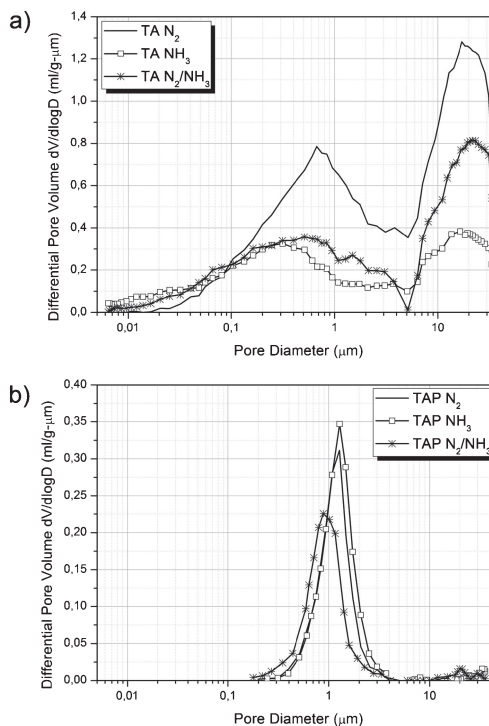 a)
1,4
1,2
1,0
0,8
0,6
0,4
0,2
0,0
Differential Pore Volume dV/dlogD (ml/g-μm)
TA N2
TA NH3
TA N2/NH3
0,01
0,1
1
10
Pore Diameter (μm)
b)
0,40
0,35
0,30
0,25
0,20
0,15
0,10
0,05
0,00
Differential Pore Volume dV/dlogD (ml/g-μm)
TAP N2
TAP NH3
TAP N2/NH3
0,01
0,1
1
10
Pore Diameter (μm)